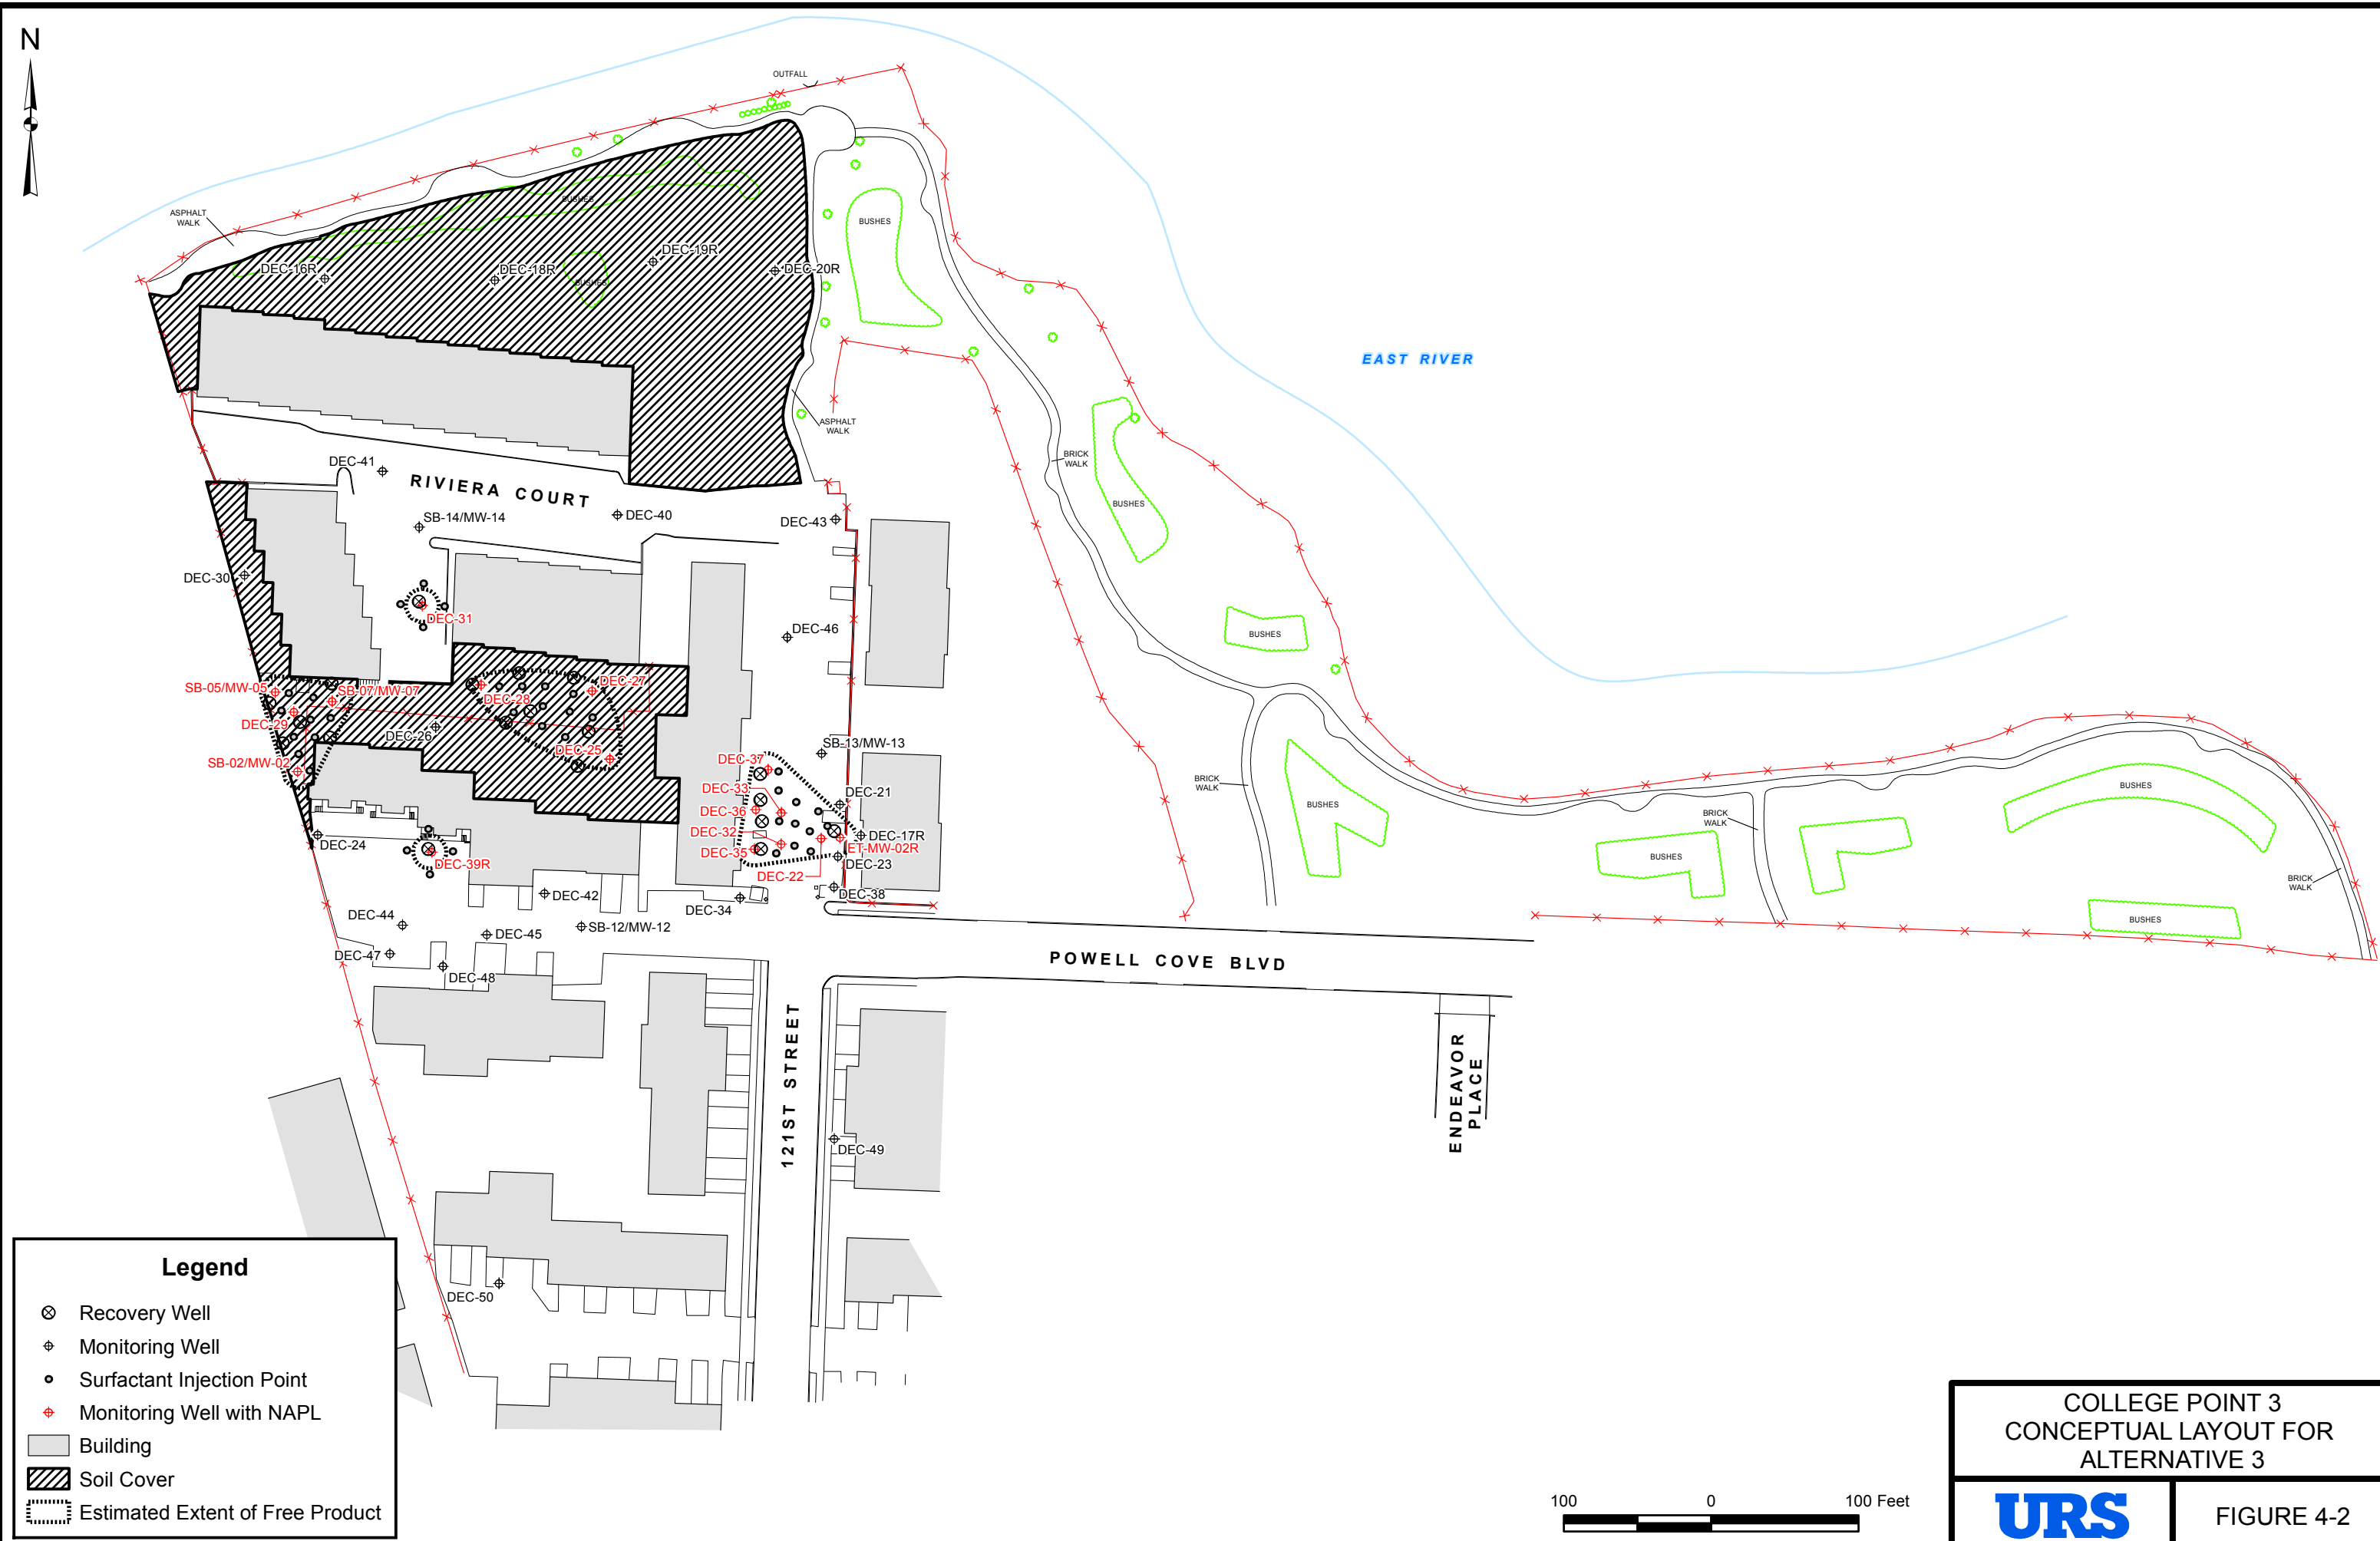 N
OUTFALL
ASPHALT
WALK
BUSHES
BUSHES
DEC-19R
DEC-16R
DEC-18R
DEC-20R
BUSHES
EAST RIVER
ASPHALT
WALK
BRICK
WALK
DEC-41
RIVIERA COURT
BUSHES
SB-14/MW-14
DEC-40
DEC-43
DEC-30
DEC-31
DEC-46
BUSHES
SB-05/MW-05
SB-07/MW-07
DEC-28
DEC-27
DEC-29
DEC-26
DEC-25
SB-02/MW-02
SB-13/MW-13
DEC-37
DEC-33
DEC-21
DEC-36
DEC-32
DEC-17R
DEC-35
ET-MW-02R
DEC-23
DEC-22
DEC-24
DEC-39R
DEC-38
BRICK
WALK
BUSHES
BRICK
WALK
BUSHES
BUSHES
BRICK
WALK
BUSHES
DEC-42
DEC-34
DEC-44
DEC-45
SB-12/MW-12
DEC-47
DEC-48
POWELL COVE BLVD
121ST STREET
ENDEAVOR
PLACE
DEC-49
DEC-50
Legend
Recovery Well
Monitoring Well
Surfactant Injection Point
Monitoring Well with NAPL
Building
Soil Cover
Estimated Extent of Free Product
100 0 100 Feet
COLLEGE POINT 3
CONCEPTUAL LAYOUT FOR
ALTERNATIVE 3
URS
FIGURE 4-2